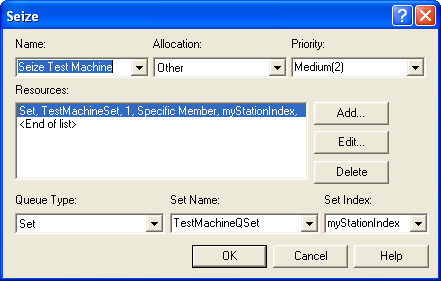 Seize
Name: Allocation: Priority:
Seize Test Machine Other Medium(2)
Resources:
Set, TestMachineSet, 1, Specific Member, myStationIndex,
<End of list>
Add...
Edit...
Delete
Queue Type: Set Name: Set Index:
Set TestMachineQSet myStationIndex
OK Cancel Help